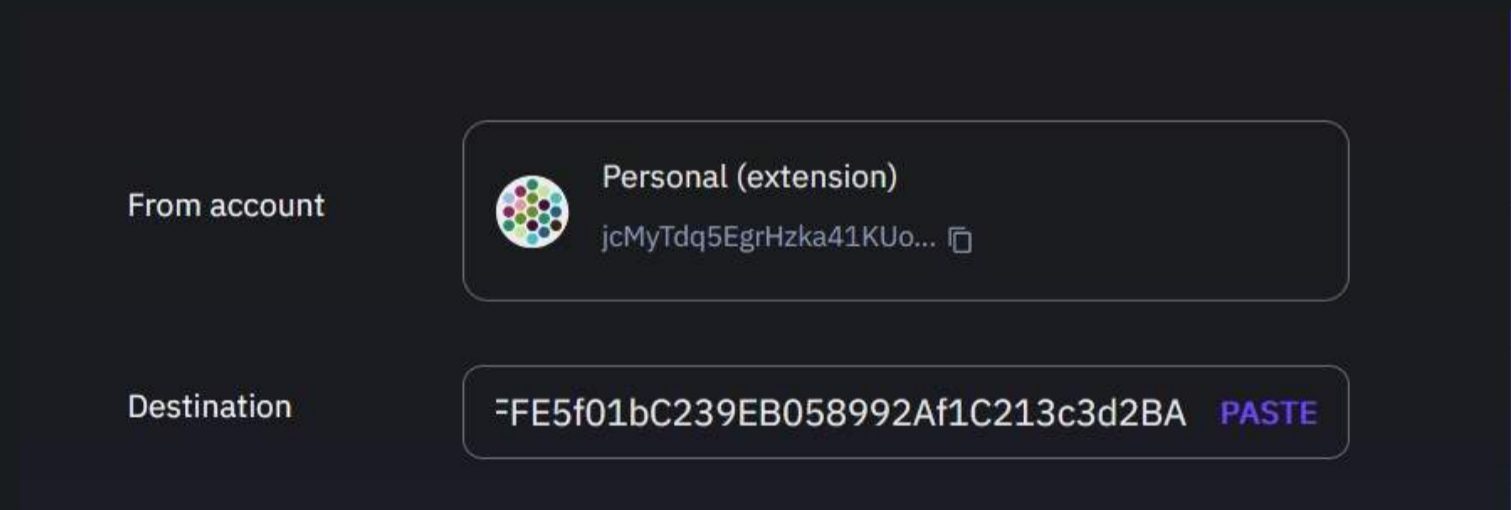 From account
Personal (extension)
jcMyTdq5EgrHzka41KUo...
Destination
FE5f01bC239EB058992Af1C213c3d2BA PASTE